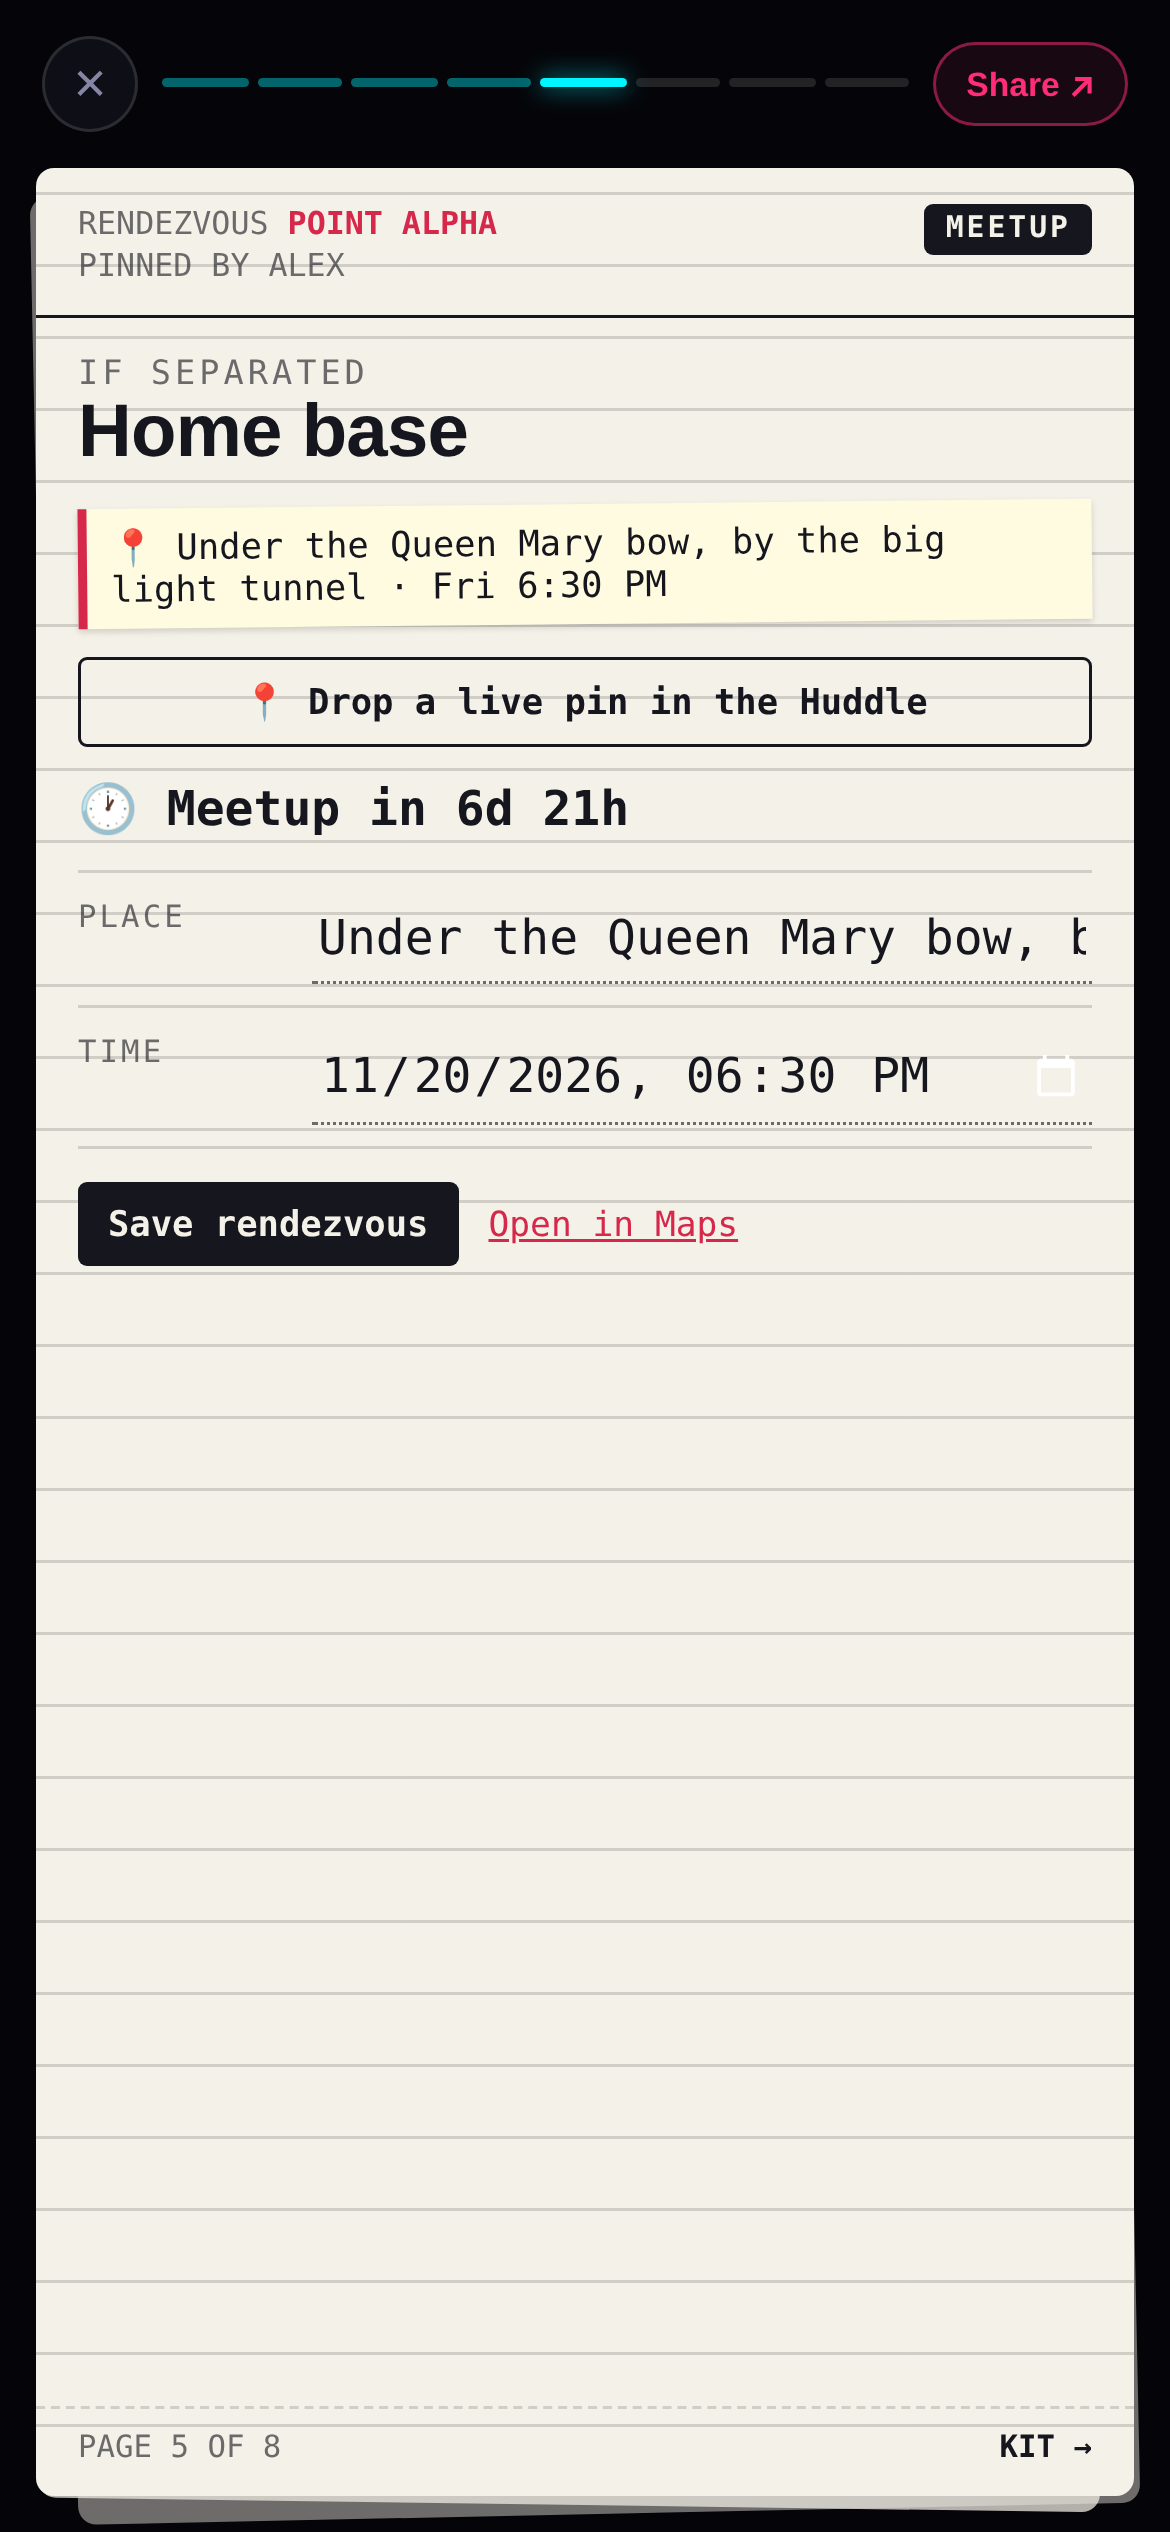 Share ↗
RENDEZVOUS POINT ALPHA
PINNED BY ALEX
MEETUP
IF SEPARATED
Home base
📍 Under the Queen Mary bow, by the big
light tunnel · Fri 6:30 PM
📍 Drop a live pin in the Huddle
🕐 Meetup in 6d 21h
PLACE
Under the Queen Mary bow, b
TIME
11/20/2026, 06:30 PM
Save rendezvous
Open in Maps
PAGE 5 OF 8
KIT →